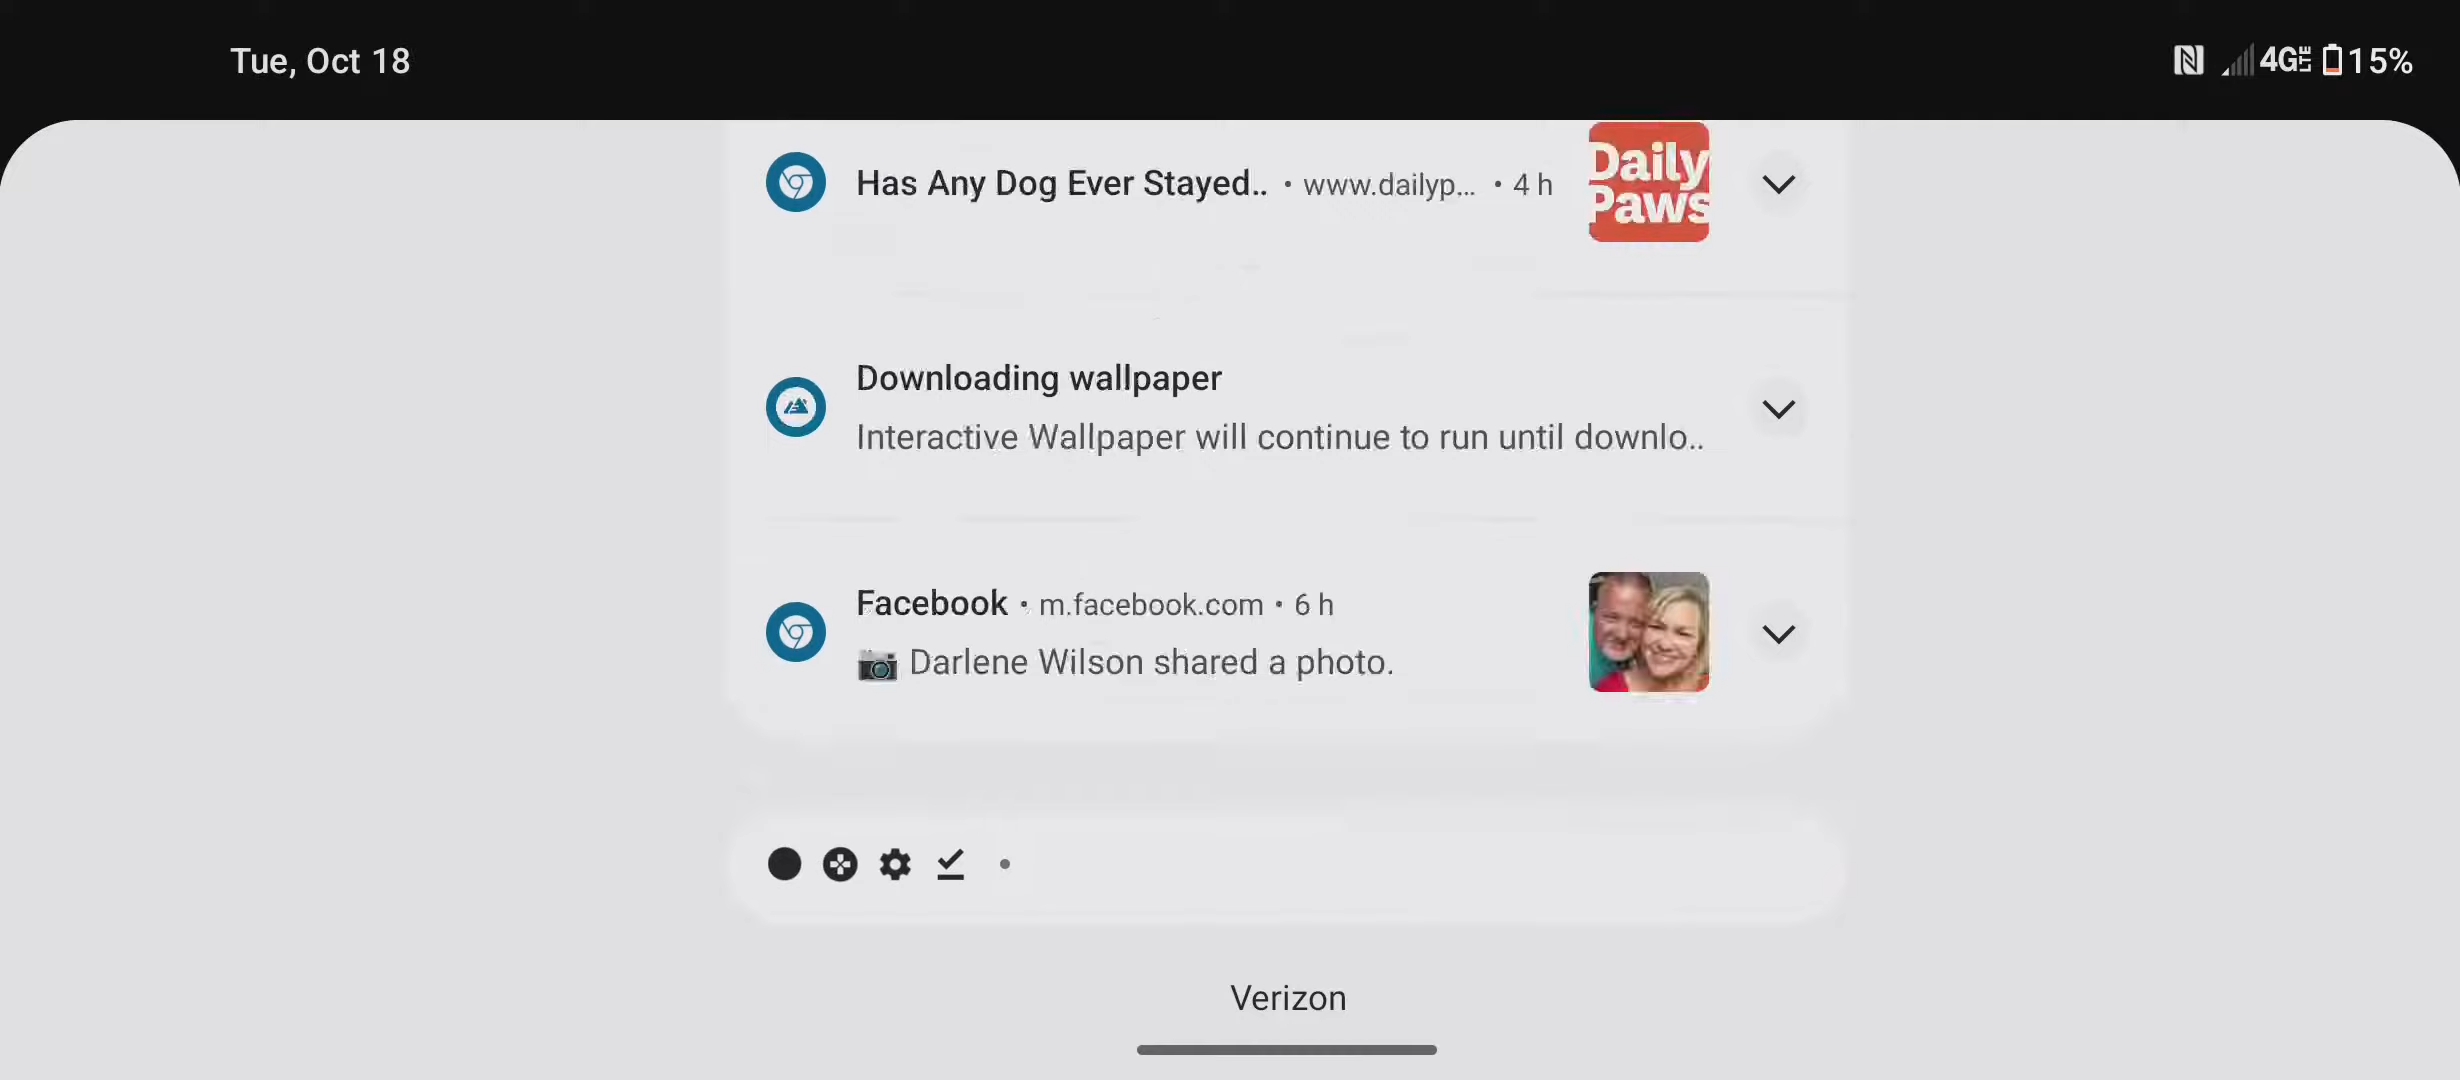 Tue, Oct 18
4G LTE 15%
Has Any Dog Ever Stayed.. • www.dailyp... • 4 h
Daily
Paws
Downloading wallpaper
Interactive Wallpaper will continue to run until downlo..
Facebook • m.facebook.com • 6 h
Darlene Wilson shared a photo.
Verizon